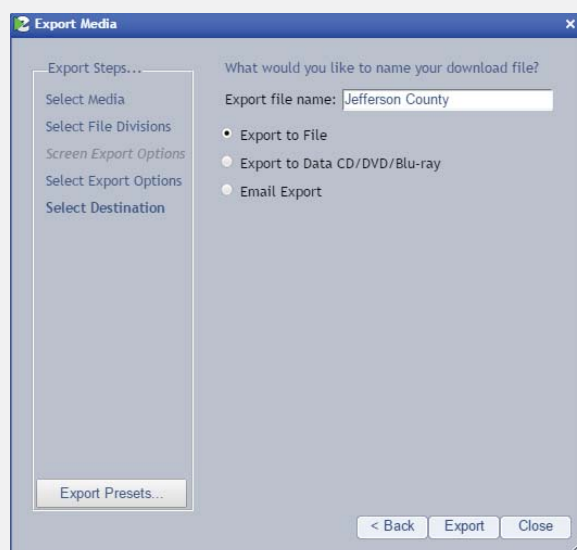 Export Media
Export Steps...
Select Media
Select File Divisions
Screen Export Options
Select Export Options
Select Destination
Export Presets...
What would you like to name your download file?
Export file name: Jefferson County
Export to File
Export to Data CD/DVD/Blu-ray
Email Export
< Back Export Close